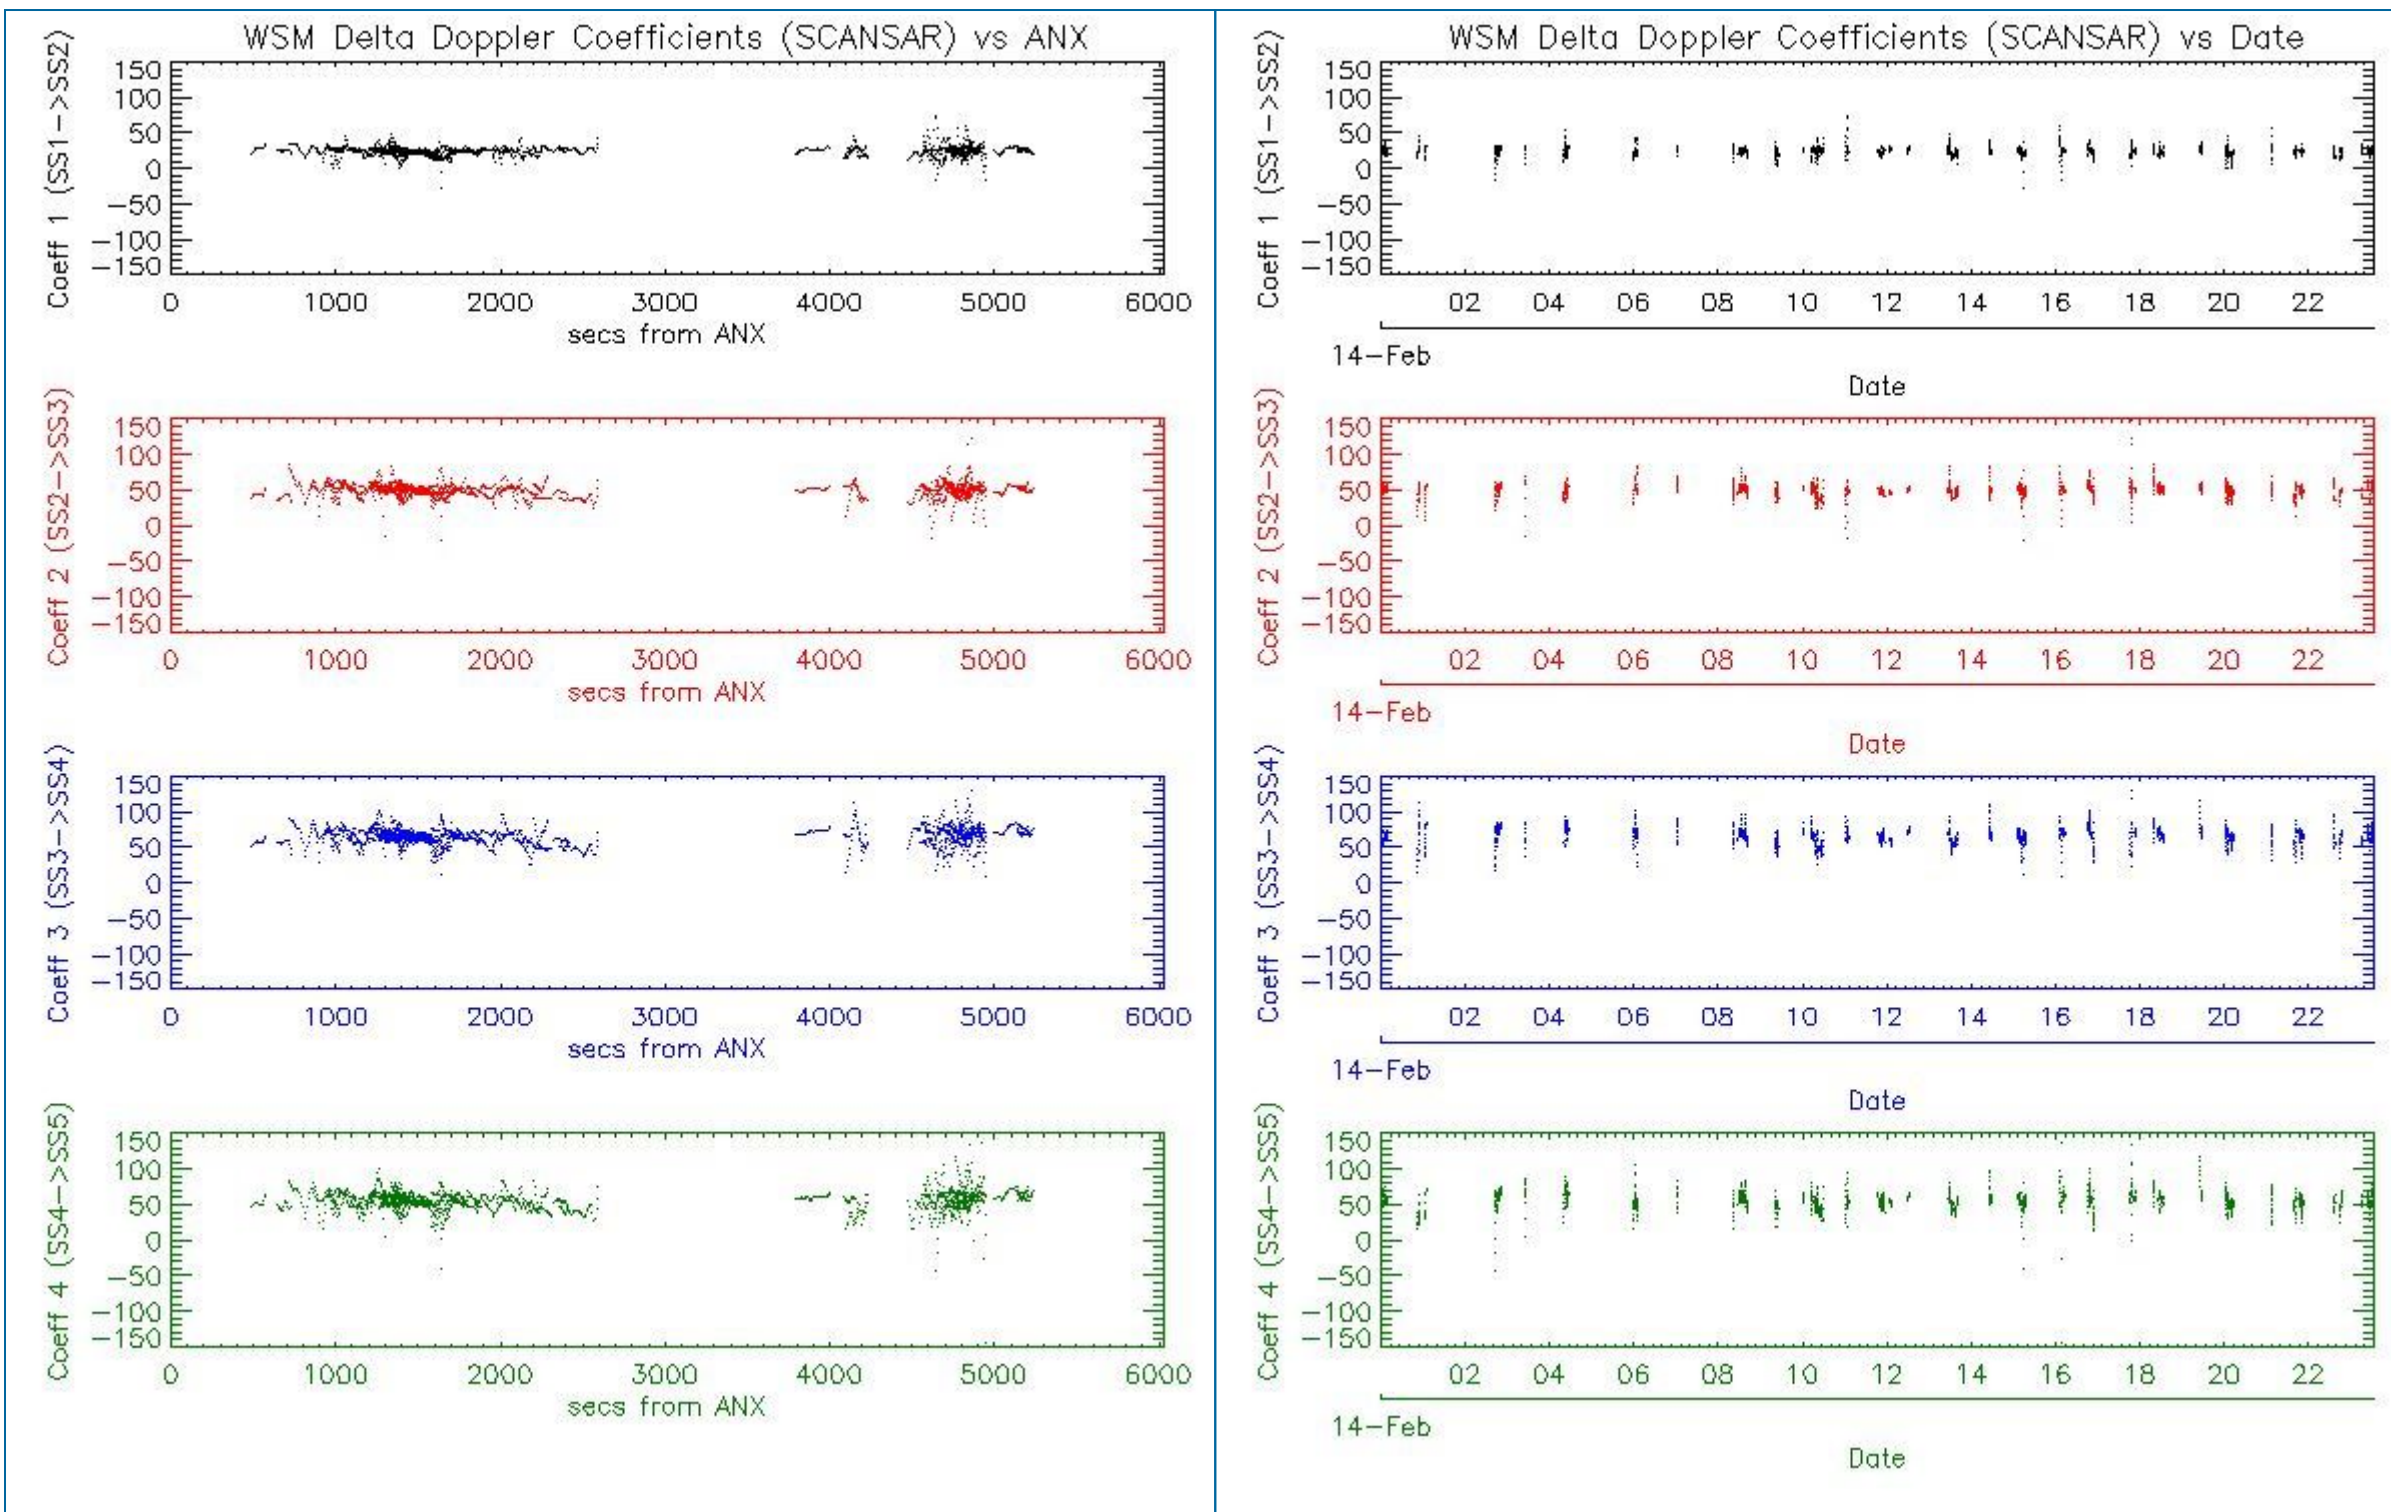 WSM Delta Doppler Coefficients (SCANSAR) vs ANX
Coeff 1 (SS1->SS2)
150
100
50
0
-50
-100
-150
0 1000 2000 3000 4000 5000 6000
secs from ANX
Coeff 2 (SS2->SS3)
150
100
50
0
-50
-100
-150
0 1000 2000 3000 4000 5000 6000
secs from ANX
Coeff 3 (SS3->SS4)
150
100
50
0
-50
-100
-150
0 1000 2000 3000 4000 5000 6000
secs from ANX
Coeff 4 (SS4->SS5)
150
100
50
0
-50
-100
-150
0 1000 2000 3000 4000 5000 6000
secs from ANX
WSM Delta Doppler Coefficients (SCANSAR) vs Date
Coeff 1 (SS1->SS2)
150
100
50
0
-50
-100
-150
02 04 06 08 10 12 14 16 18 20 22
14-Feb
Date
Coeff 2 (SS2->SS3)
150
100
50
0
-50
-100
-150
02 04 06 08 10 12 14 16 18 20 22
14-Feb
Date
Coeff 3 (SS3->SS4)
150
100
50
0
-50
-100
-150
02 04 06 08 10 12 14 16 18 20 22
14-Feb
Date
Coeff 4 (SS4->SS5)
150
100
50
0
-50
-100
-150
02 04 06 08 10 12 14 16 18 20 22
14-Feb
Date